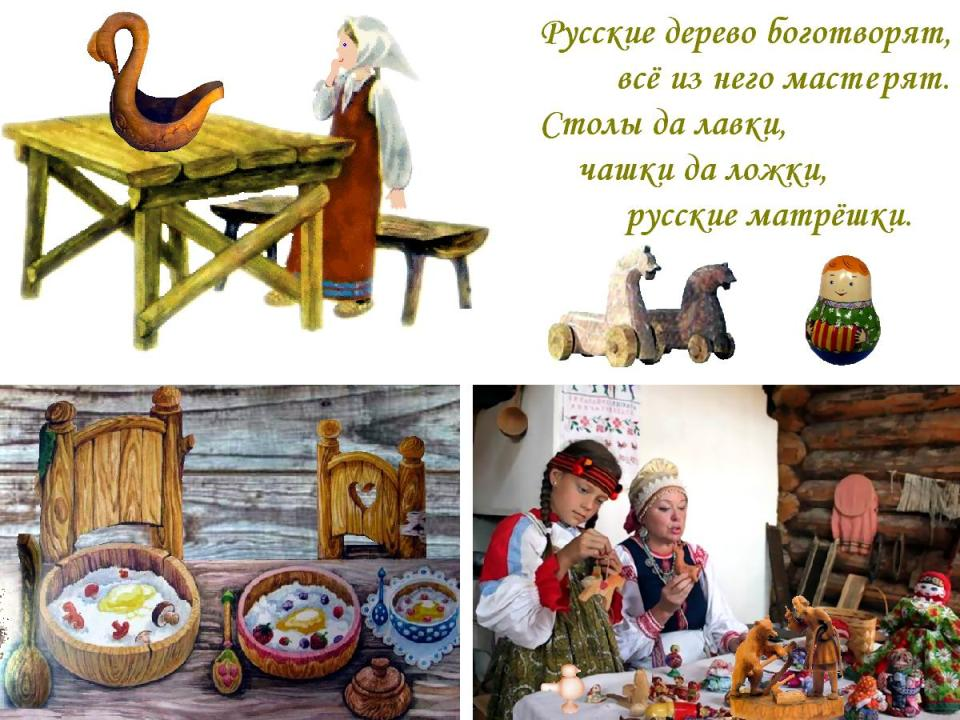 Русские дерево боготворят,
всё из него мастерят.
Столы да лавки,
чашки да ложки,
русские матрёшки.